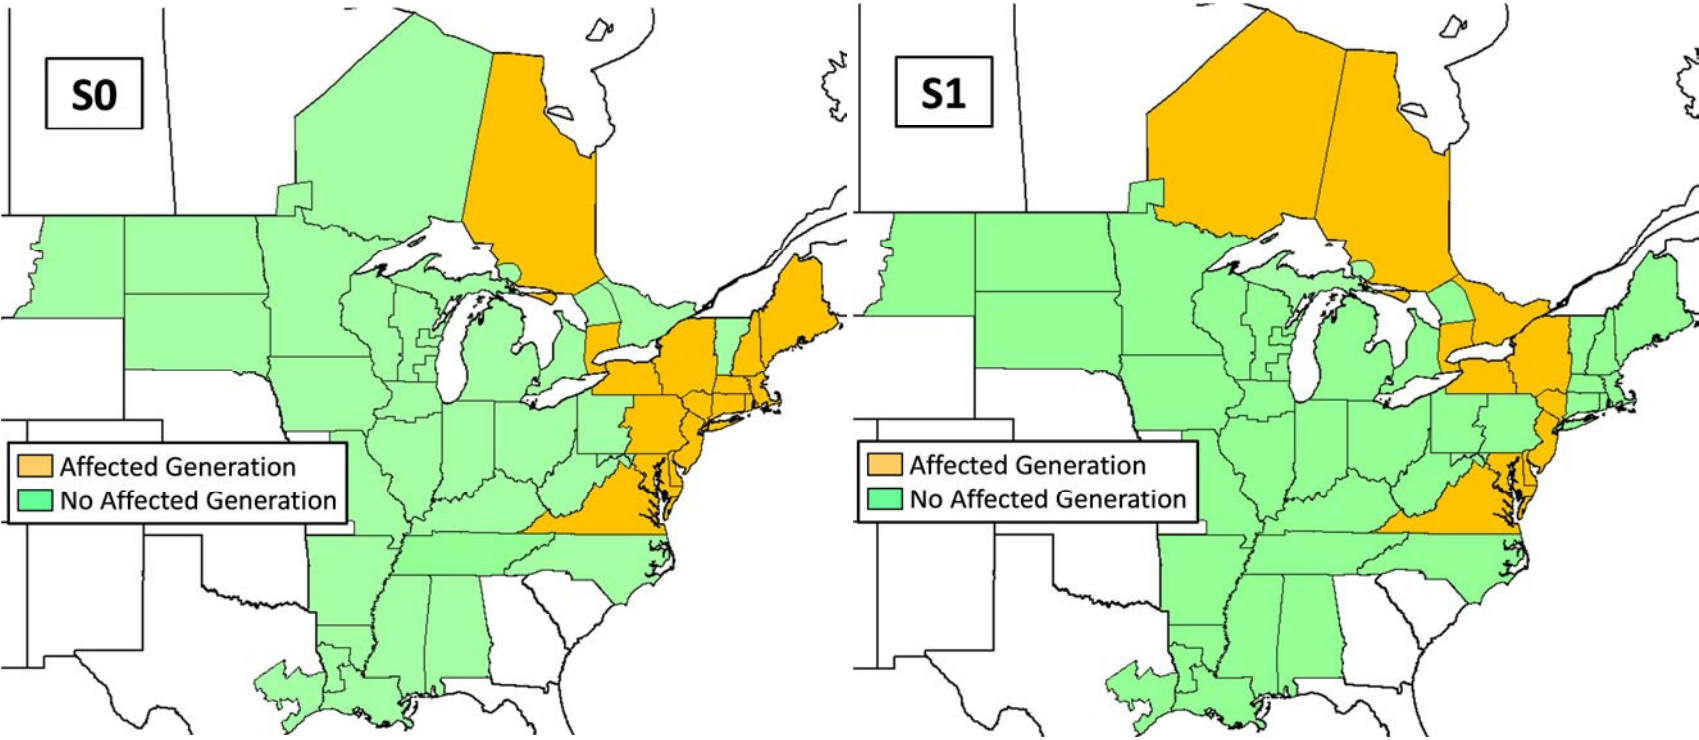 S0
Affected Generation
No Affected Generation
S1
Affected Generation
No Affected Generation